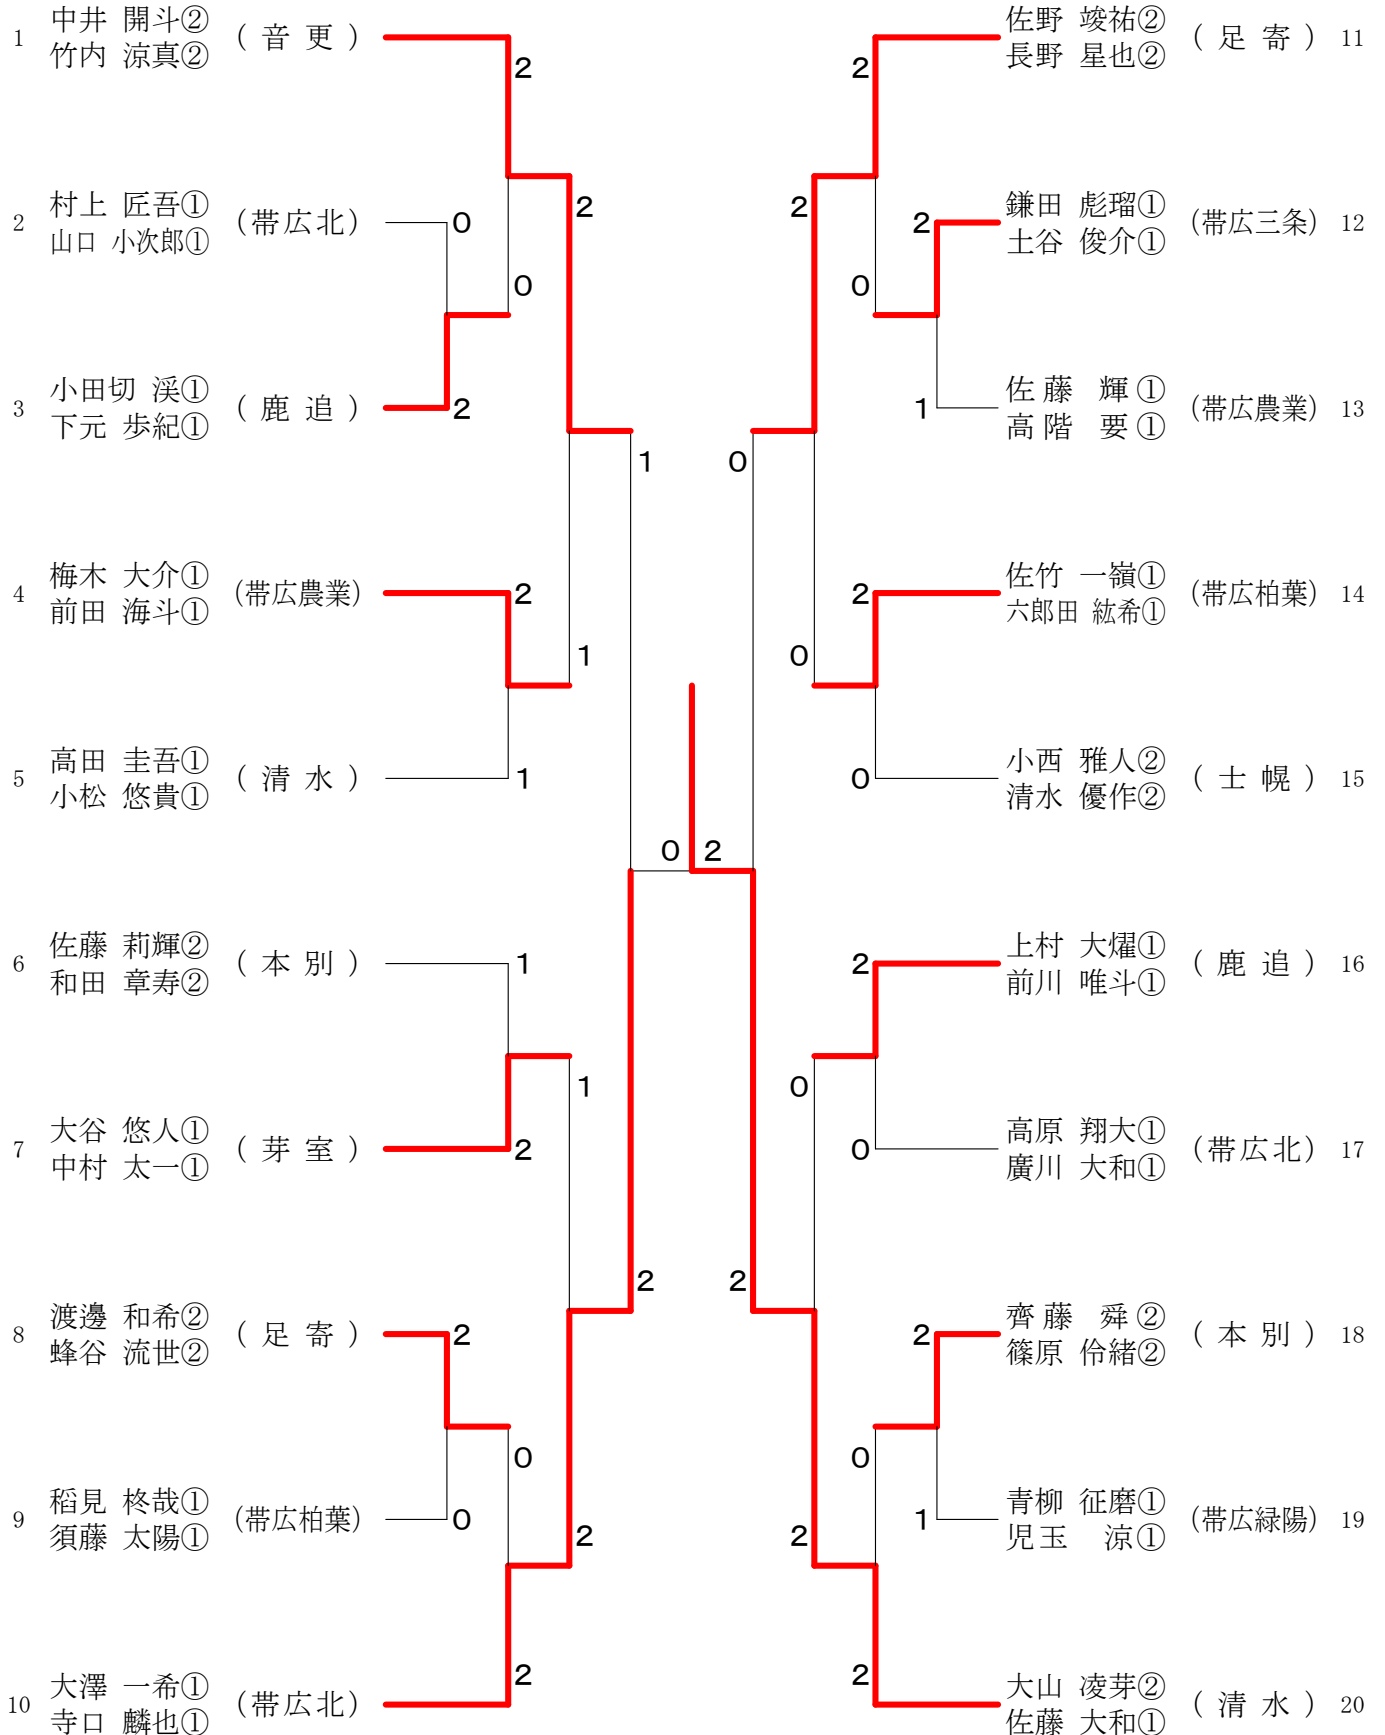 1 中井 開斗② ( 音 更 )
竹内 涼真②
2
2 村上 匠吾① (帯広北)
山口 小次郎①
0
2
0
3 小田切 渓① ( 鹿 追 )
下元 歩紀①
2
1
4 梅木 大介① (帯広農業)
前田 海斗①
2
1
5 高田 圭吾① ( 清 水 )
小松 悠貴①
1
0 2
6 佐藤 莉輝② ( 本 別 )
和田 章寿②
1
1
7 大谷 悠人① ( 芽 室 )
中村 太一①
2
2
8 渡邊 和希② ( 足 寄 )
蜂谷 流世②
2
0
9 稻見 柊哉① (帯広柏葉)
須藤 太陽①
0
2
10 大澤 一希① (帯広北)
寺口 麟也①
2
佐野 竣祐② ( 足 寄 ) 11
長野 星也②
2
鎌田 彪瑠① (帯広三条) 12
土谷 俊介①
2
2
0
佐 藤 輝 ① (帯広農業) 13
高 階 要 ①
1
0
佐竹 一嶺① (帯広柏葉) 14
六郎田 紘希①
2
0
小西 雅人② ( 士 幌 ) 15
清水 優作②
0
上村 大燿① ( 鹿 追 ) 16
前川 唯斗①
2
0
高原 翔大① (帯広北) 17
廣川 大和①
0
2
齊 藤 舜 ② ( 本 別 ) 18
篠原 伶緒②
2
0
青柳 征磨① (帯広緑陽) 19
児玉 涼①
1
2
大山 凌芽② ( 清 水 ) 20
佐藤 大和①
2